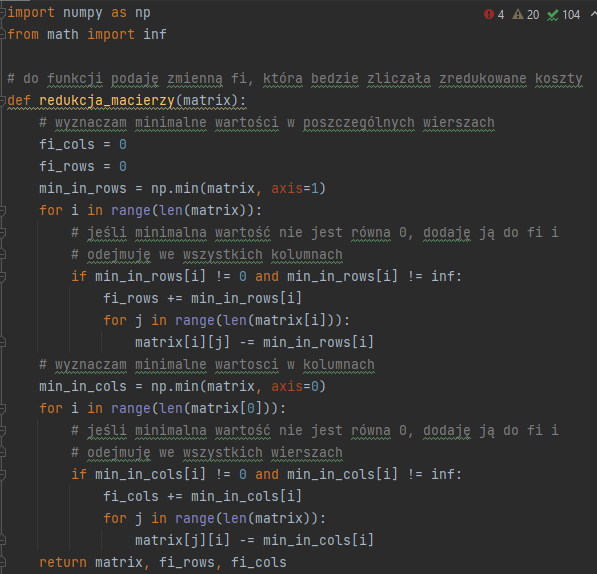 import numpy as np
4 20 104
from math import inf
# do funkcji podaję zmienną fi, która bedzie zliczała zredukowane koszty
def redukcja_macierzy(matrix):
    # wyznaczam minimalne wartości w poszczególnych wierszach
    fi_cols = 0
    fi_rows = 0
    min_in_rows = np.min(matrix, axis=1)
    for i in range(len(matrix)):
        # jeśli minimalna wartość nie jest równa 0, dodaję ją do fi i
        # odejmuję we wszystkich kolumnach
        if min_in_rows[i] != 0 and min_in_rows[i] != inf:
            fi_rows += min_in_rows[i]
            for j in range(len(matrix[i])):
                matrix[i][j] -= min_in_rows[i]
    # wyznaczam minimalne wartosci w kolumnach
    min_in_cols = np.min(matrix, axis=0)
    for i in range(len(matrix[0])):
        # jeśli minimalna wartość nie jest równa 0, dodaję ją do fi i
        # odejmuję we wszystkich wierszach
        if min_in_cols[i] != 0 and min_in_cols[i] != inf:
            fi_cols += min_in_cols[i]
            for j in range(len(matrix)):
                matrix[j][i] -= min_in_cols[i]
    return matrix, fi_rows, fi_cols